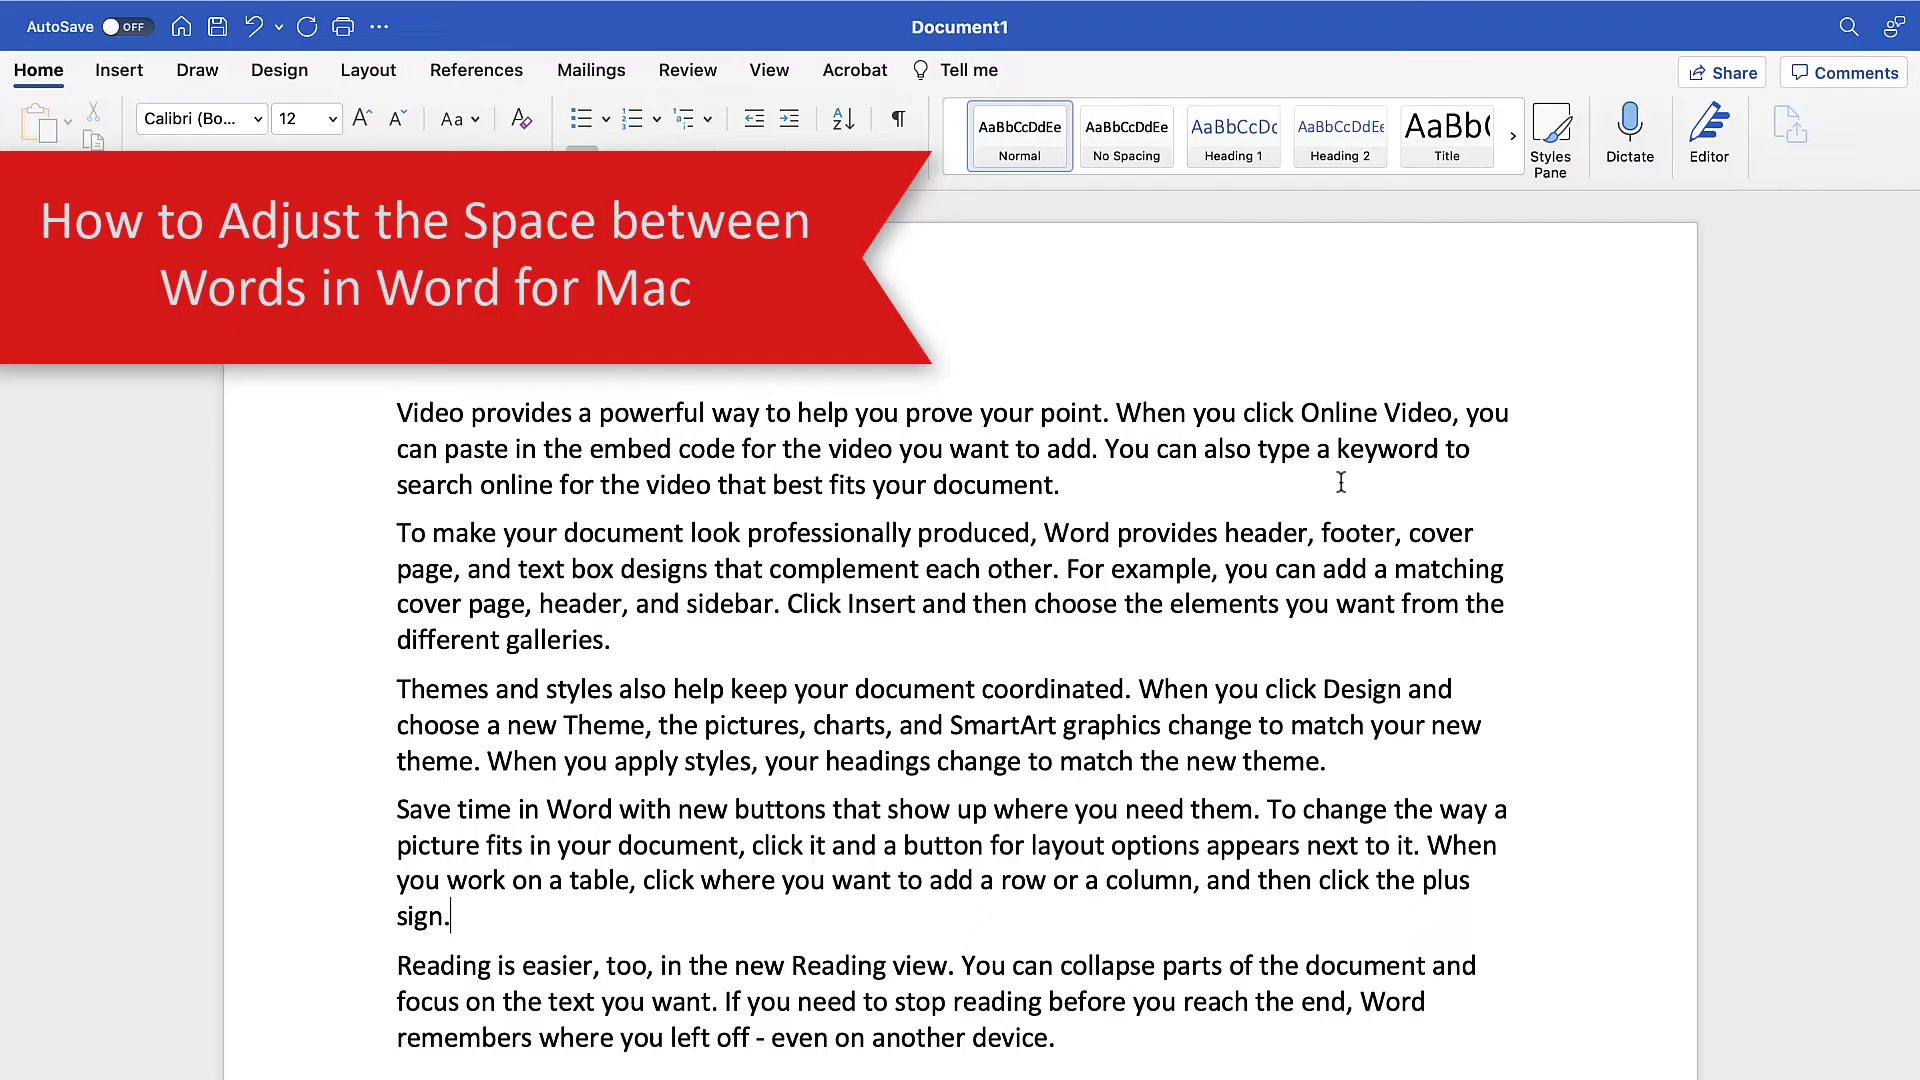 AutoSave OFF
Document1
Home Insert Draw Design Layout References Mailings Review View Acrobat Tell me
Share Comments
Calibri (Bo... 12 Aa
AaBbCcDdEe AaBbCcDdEe AaBbCcDc AaBbCcDdEe AaBb(
Normal No Spacing Heading 1 Heading 2 Title
Styles Pane
Dictate
Editor
How to Adjust the Space between
Words in Word for Mac
Video provides a powerful way to help you prove your point. When you click Online Video, you
can paste in the embed code for the video you want to add. You can also type a keyword to
search online for the video that best fits your document.
To make your document look professionally produced, Word provides header, footer, cover
page, and text box designs that complement each other. For example, you can add a matching
cover page, header, and sidebar. Click Insert and then choose the elements you want from the
different galleries.
Themes and styles also help keep your document coordinated. When you click Design and
choose a new Theme, the pictures, charts, and SmartArt graphics change to match your new
theme. When you apply styles, your headings change to match the new theme.
Save time in Word with new buttons that show up where you need them. To change the way a
picture fits in your document, click it and a button for layout options appears next to it. When
you work on a table, click where you want to add a row or a column, and then click the plus
sign.
Reading is easier, too, in the new Reading view. You can collapse parts of the document and
focus on the text you want. If you need to stop reading before you reach the end, Word
remembers where you left off - even on another device.